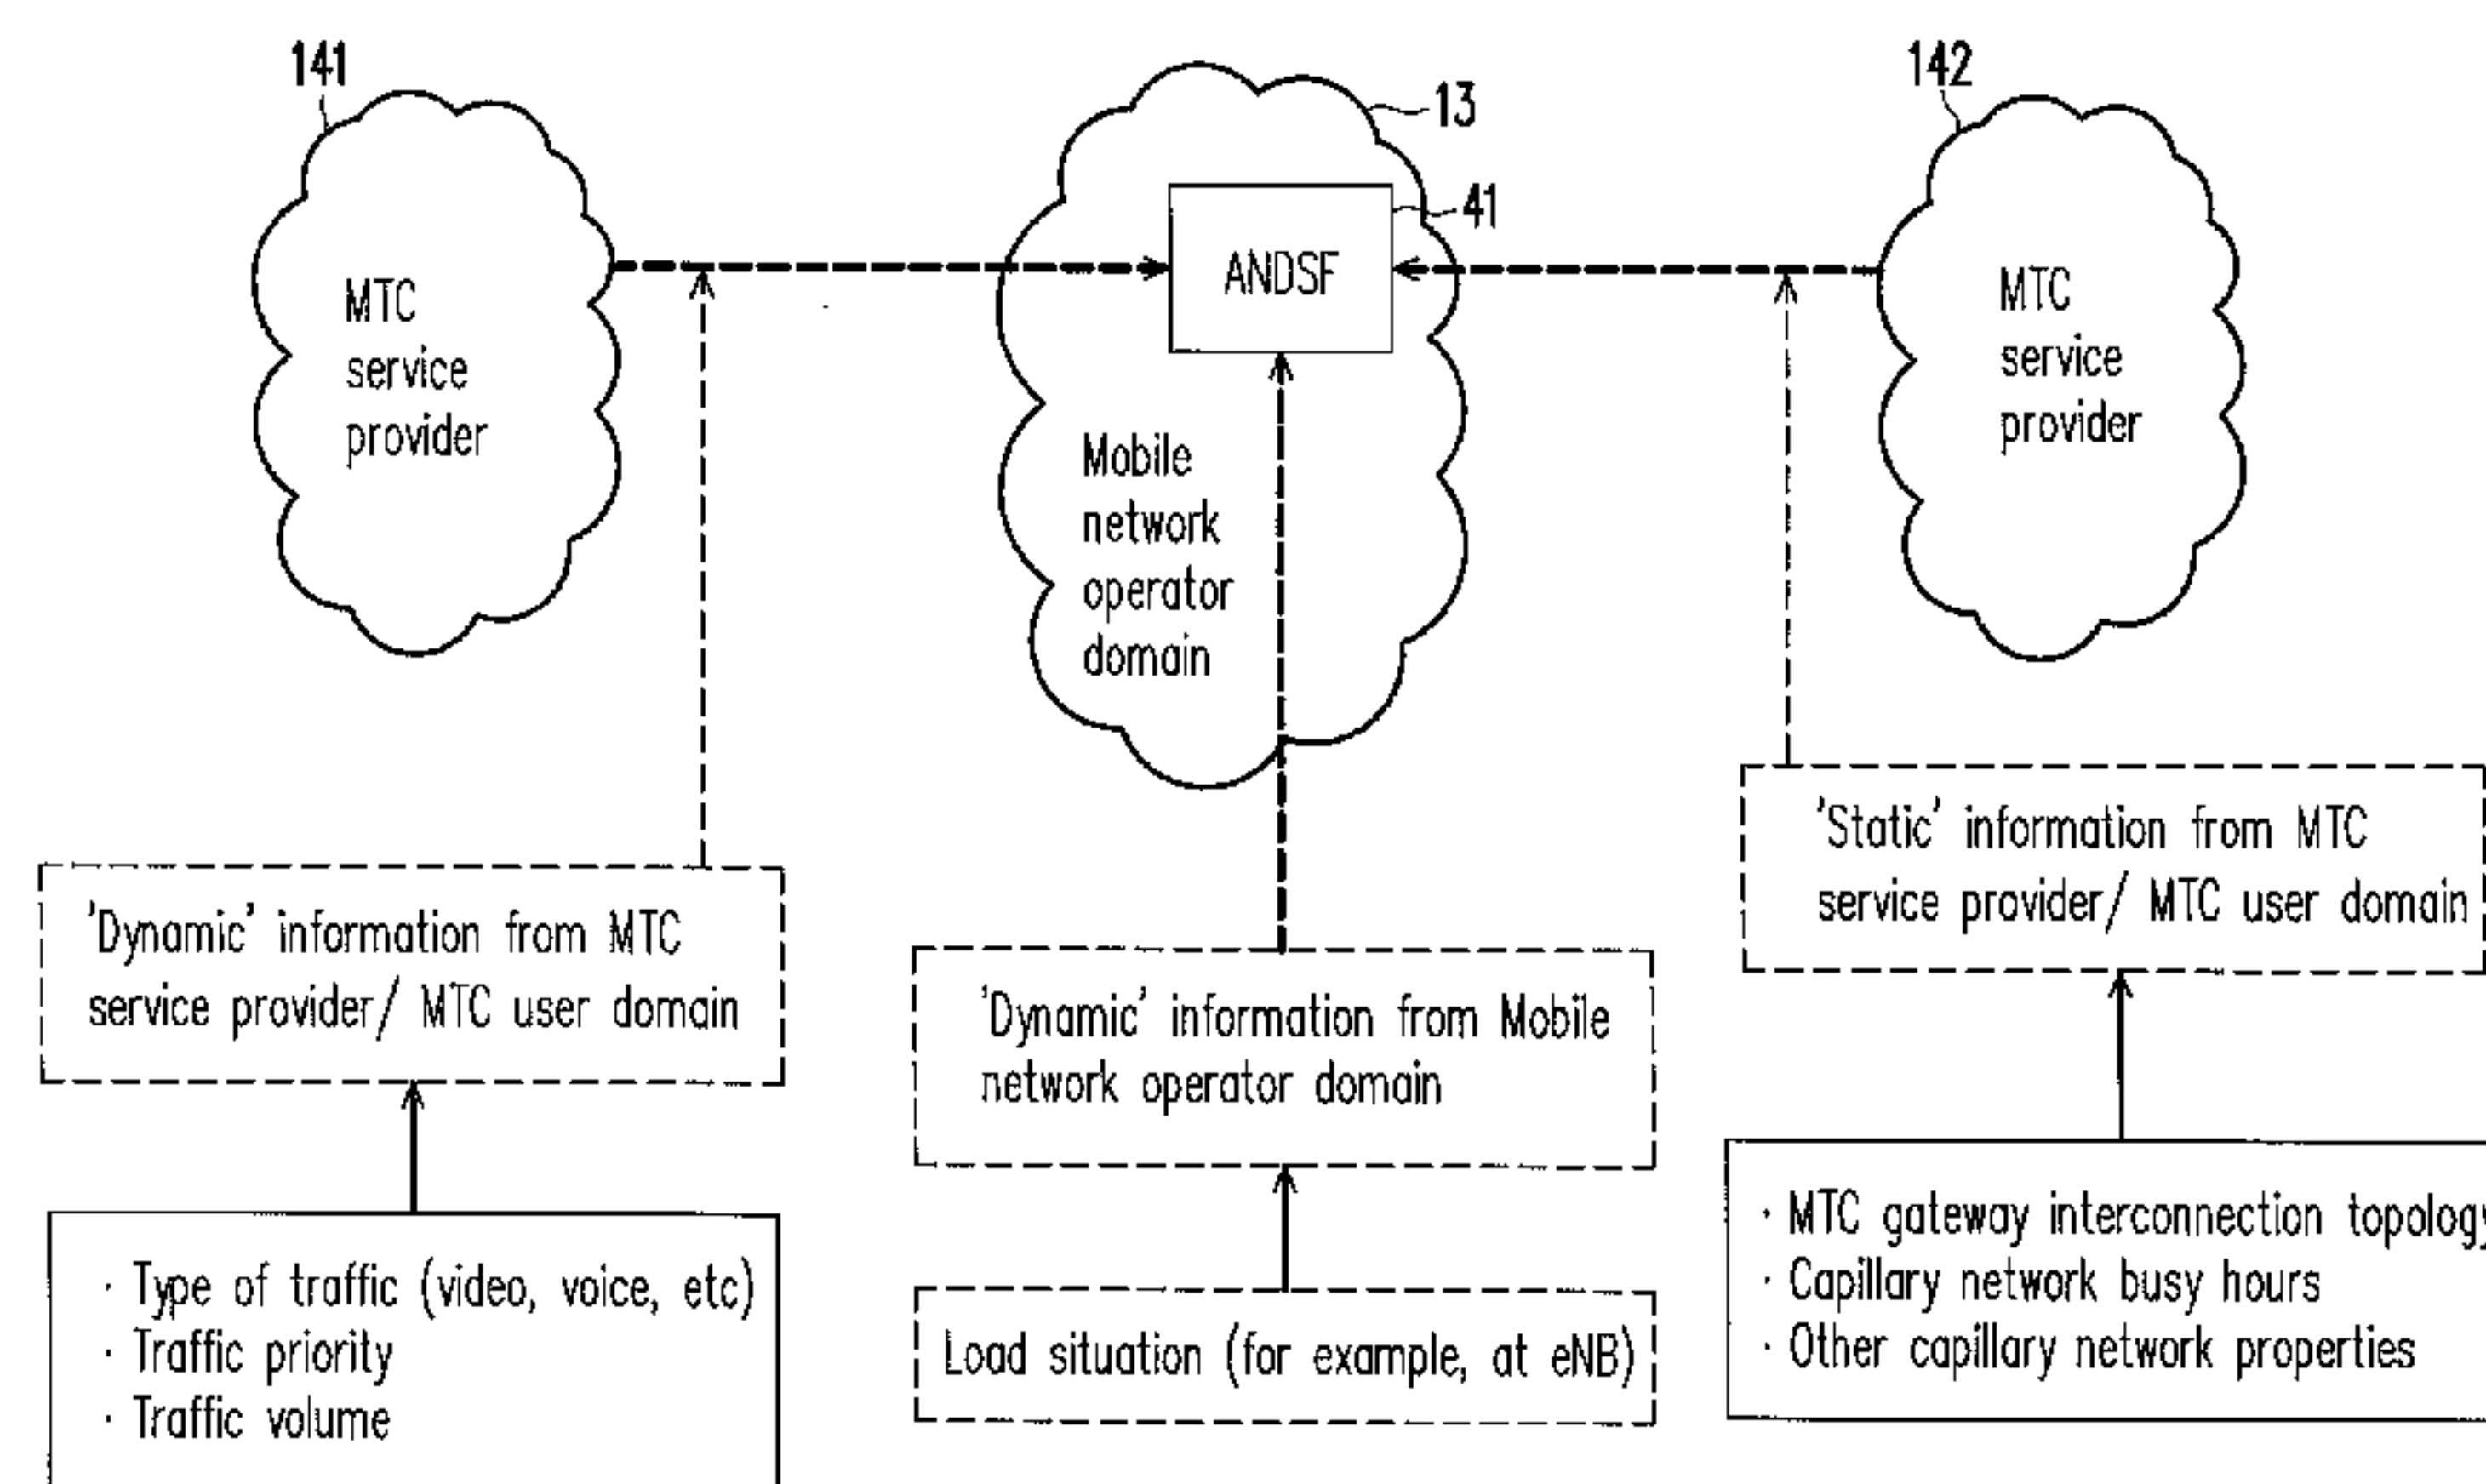 141
13
142
41
ANDSF
MTC
service
provider
Mobile
network
operator
domain
MTC
service
provider
'Dynamic' information from MTC
service provider/ MTC user domain
'Dynamic' information from Mobile
network operator domain
'Static' information from MTC
service provider/ MTC user domain
· Type of traffic (video, voice, etc)
· Traffic priority
· Traffic volume
Load situation (for example, at eNB)
· MTC gateway interconnection topology
· Capillary network busy hours
· Other capillary network properties